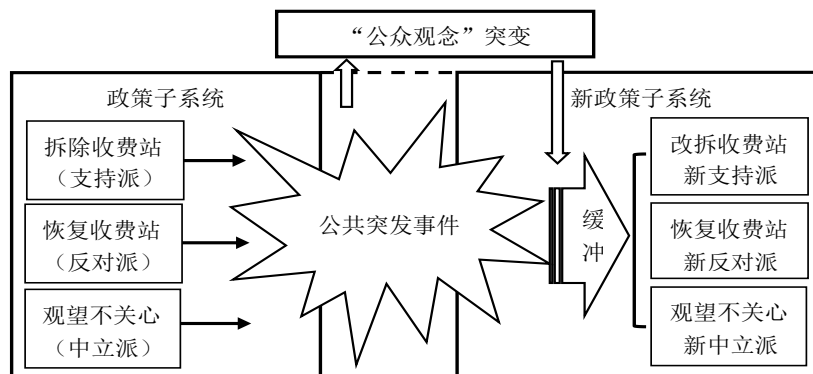 “公众观念”突变
政策子系统
拆除收费站
（支持派）
恢复收费站
（反对派）
观望不关心
（中立派）
公共突发事件
缓
冲
新政策子系统
改拆收费站
新支持派
恢复收费站
新反对派
观望不关心
新中立派